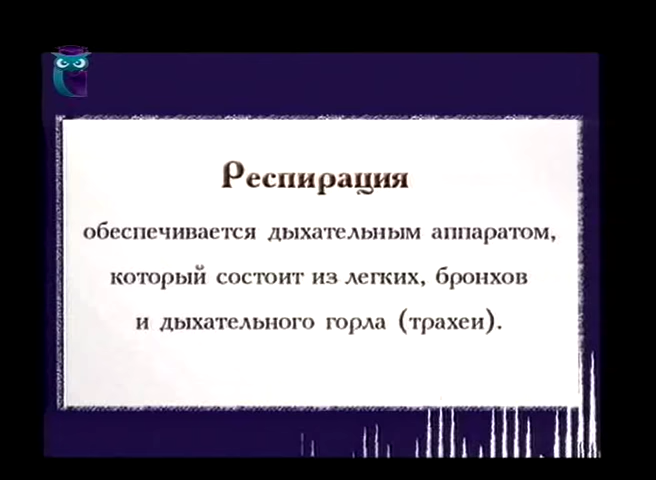 Респирация
обеспечивается дыхательным аппаратом,
который состоит из легких, бронхов
и дыхательного горла (трахеи).